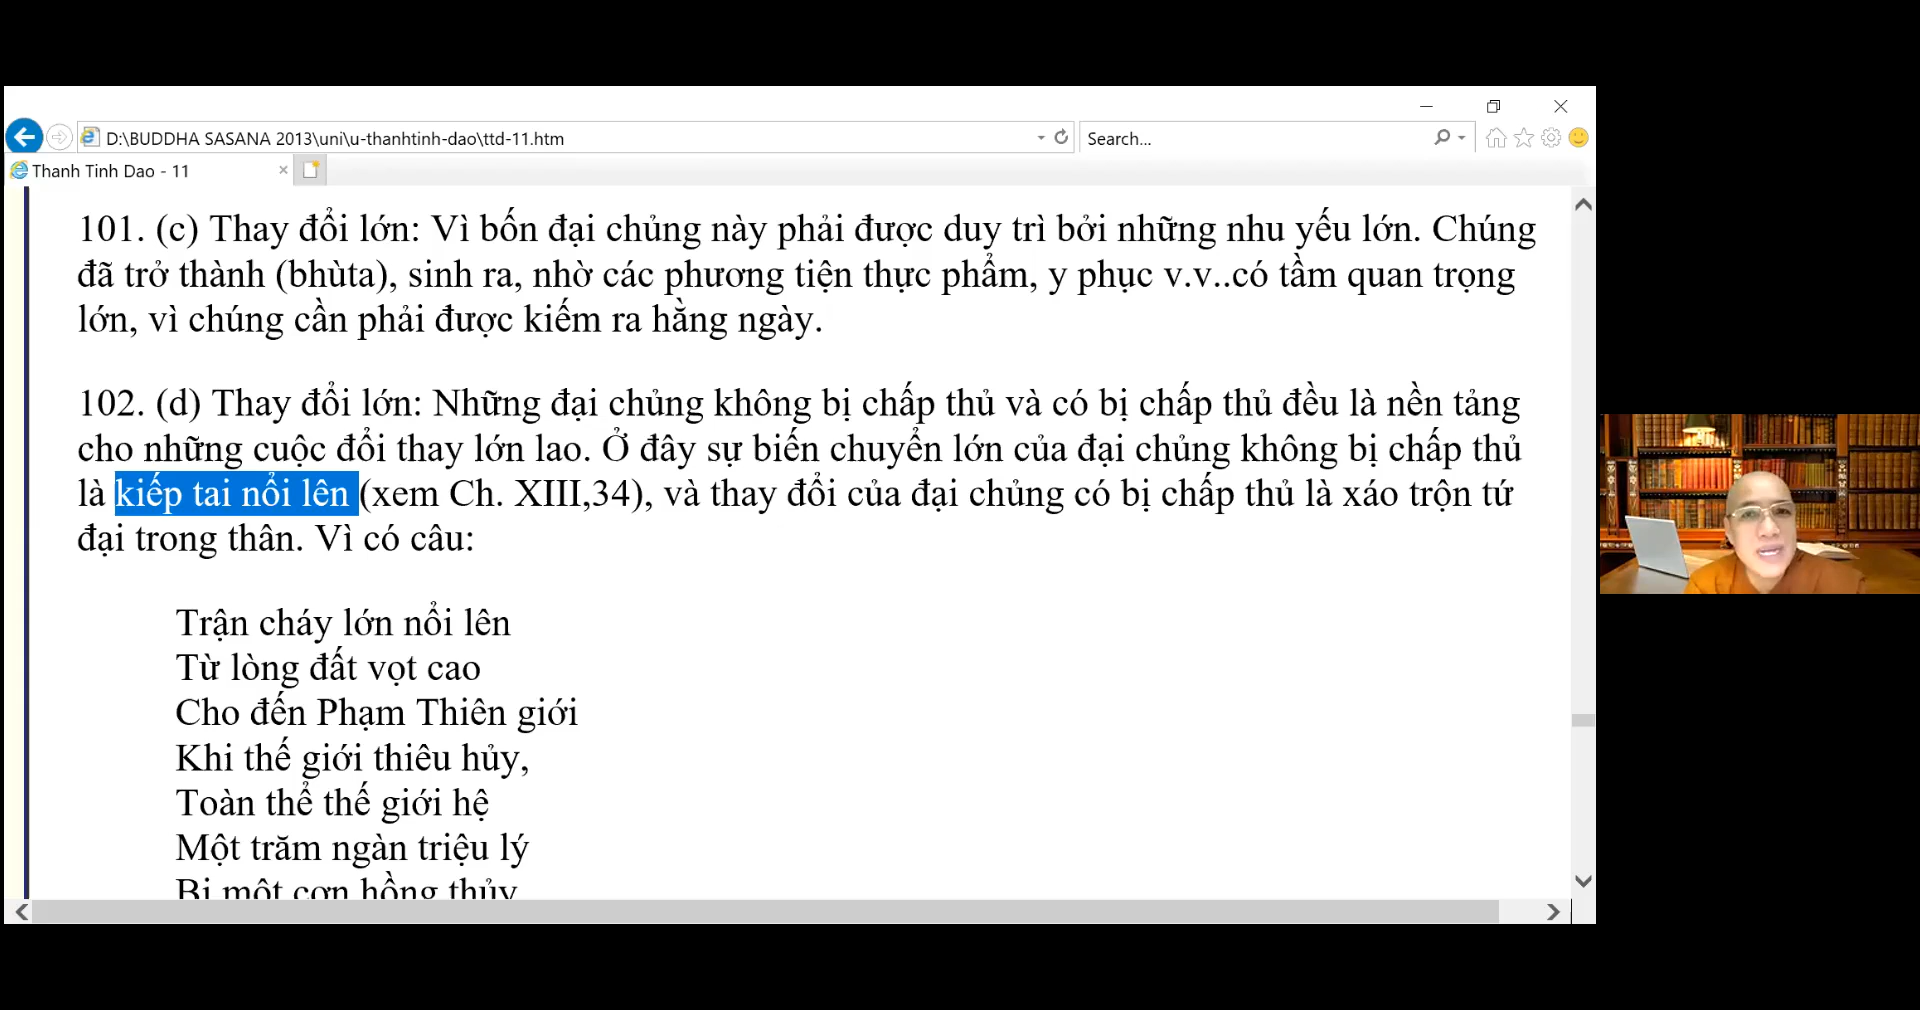 D:\BUDDHA SASANA 2013\uni\u-thanhtinh-dao\ttd-11.htm
Search...
Thanh Tinh Dao - 11
101. (c) Thay đổi lớn: Vì bốn đại chủng này phải được duy trì bởi những nhu yếu lớn. Chúng
đã trở thành (bhùta), sinh ra, nhờ các phương tiện thực phẩm, y phục v.v..có tầm quan trọng
lớn, vì chúng cần phải được kiếm ra hằng ngày.
102. (d) Thay đổi lớn: Những đại chủng không bị chấp thủ và có bị chấp thủ đều là nền tảng
cho những cuộc đổi thay lớn lao. Ở đây sự biến chuyển lớn của đại chủng không bị chấp thủ
là kiếp tai nổi lên (xem Ch. XIII,34), và thay đổi của đại chủng có bị chấp thủ là xáo trộn tứ
đại trong thân. Vì có câu:
Trận cháy lớn nổi lên
Từ lòng đất vọt cao
Cho đến Phạm Thiên giới
Khi thế giới thiêu hủy,
Toàn thể thế giới hệ
Một trăm ngàn triệu lý
Bị một cơn hồng thủy